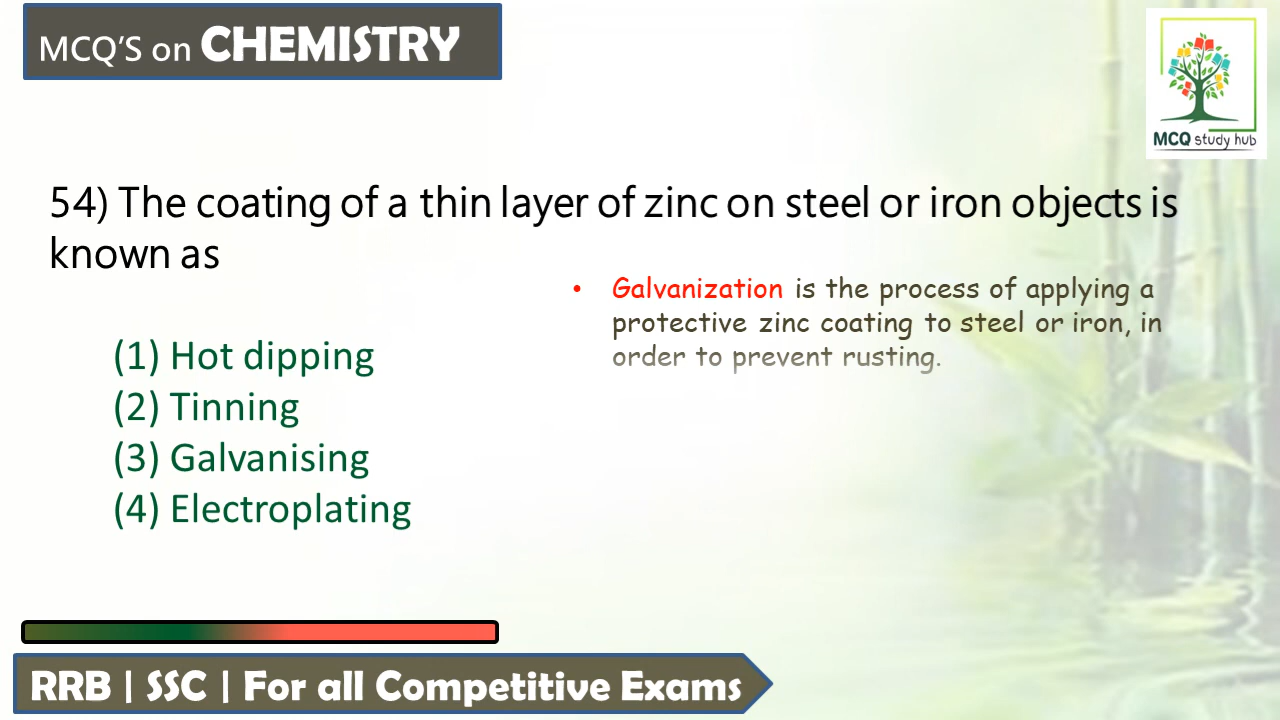 MCQ'S on CHEMISTRY
MCQ study hub
54) The coating of a thin layer of zinc on steel or iron objects is
known as
• Galvanization is the process of applying a
protective zinc coating to steel or iron, in
order to prevent rusting.
(1) Hot dipping
(2) Tinning
(3) Galvanising
(4) Electroplating
RRB | SSC | For all Competitive Exams